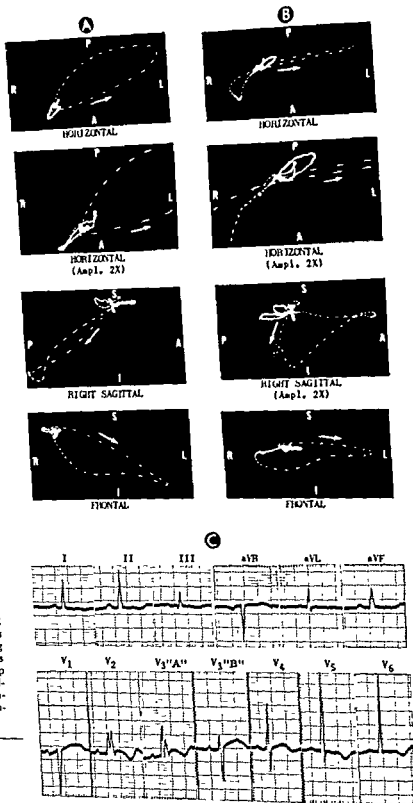 A B
P P
R L R L
A A
HORIZONTAL HORIZONTAL
P P
R L R L
A A
HORIZONTAL HORIZONTAL
(Ampl. 2X) (Ampl. 2X)
S S
P A P A
I I
RIGHT SAGITTAL RIGHT SAGITTAL
(Ampl. 2X)
S S
R L R L
I I
FRONTAL FRONTAL
C
I II III aVR aVL aVF
V1 V2 V3"A" V3"B" V4 V5 V6